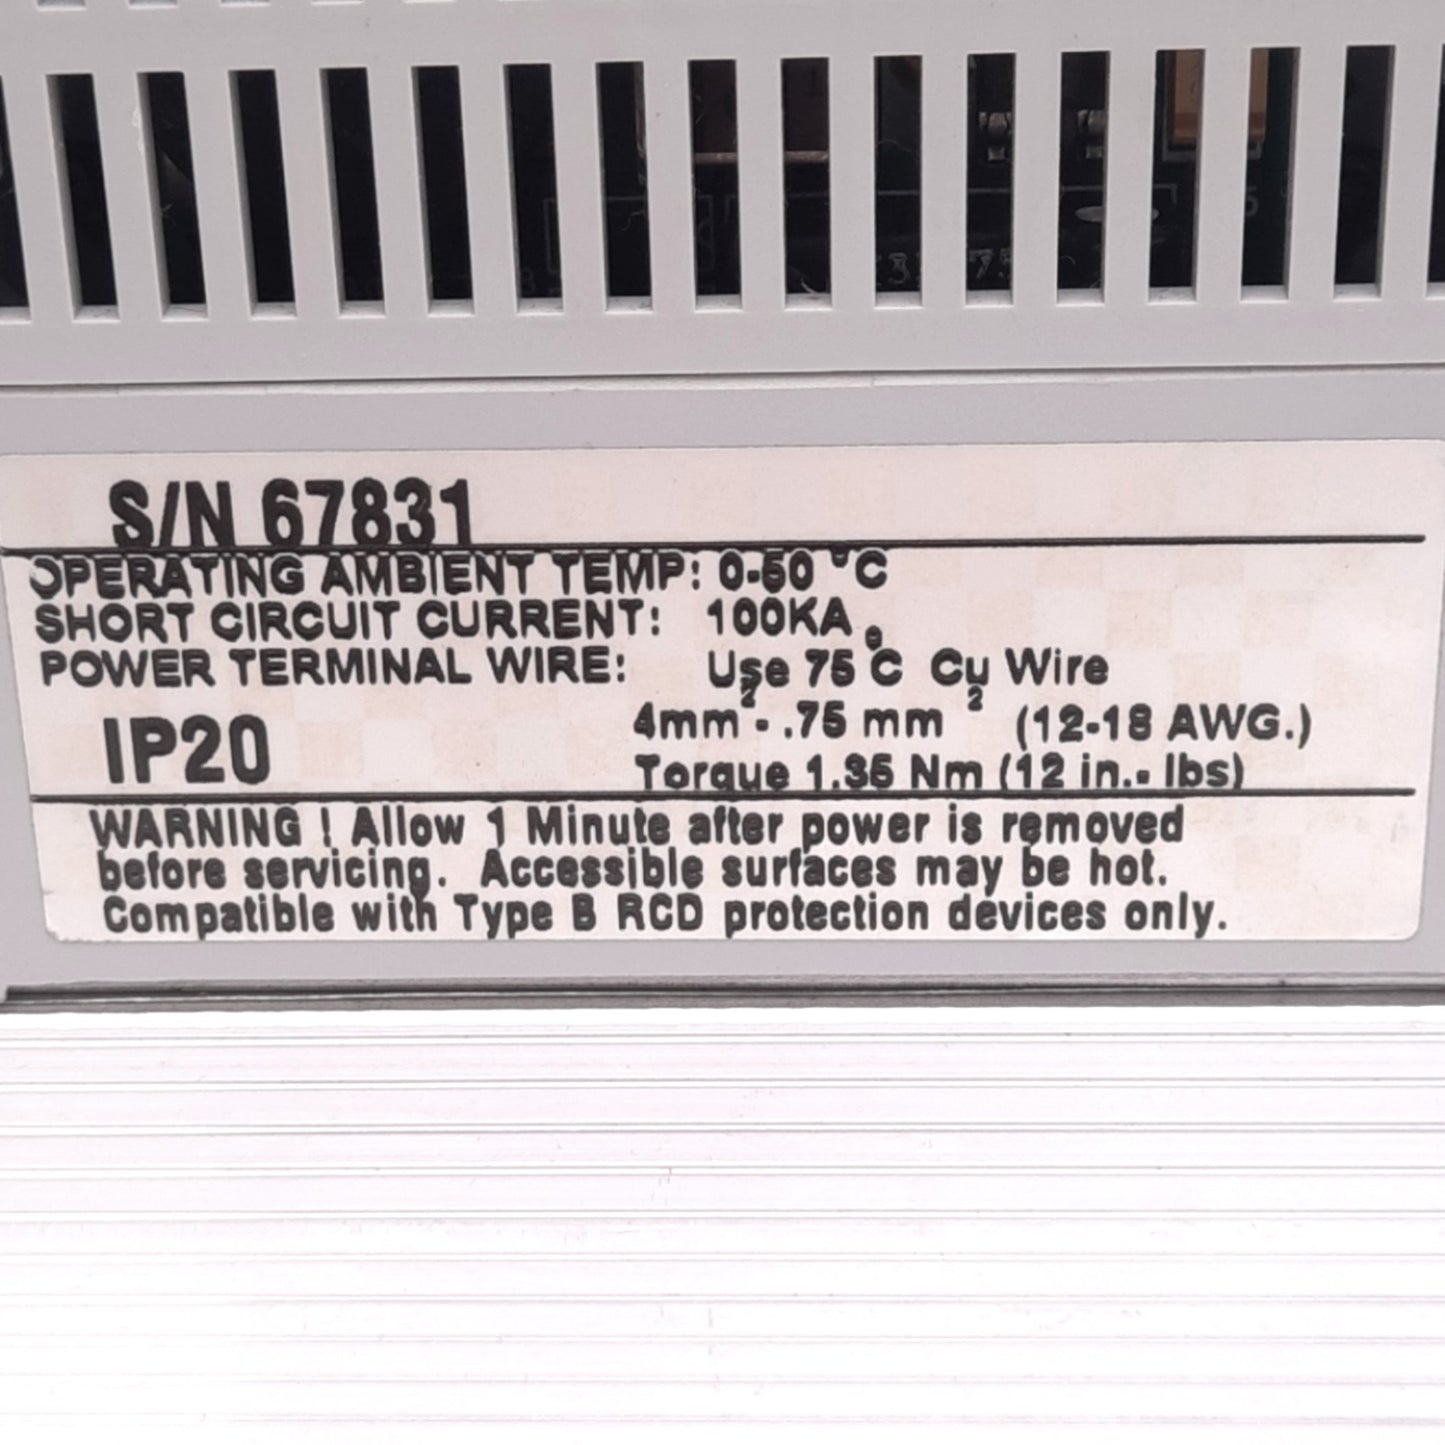 S/N 67831
OPERATING AMBIENT TEMP: 0-50 °C
SHORT CIRCUIT CURRENT: 100KA
POWER TERMINAL WIRE: Use 75°C Cu Wire
4mm² - .75 mm² (12-18 AWG.)
IP20
Torque 1.35 Nm (12 in.- lbs)
WARNING ! Allow 1 Minute after power is removed
before servicing. Accessible surfaces may be hot.
Compatible with Type B RCD protection devices only.